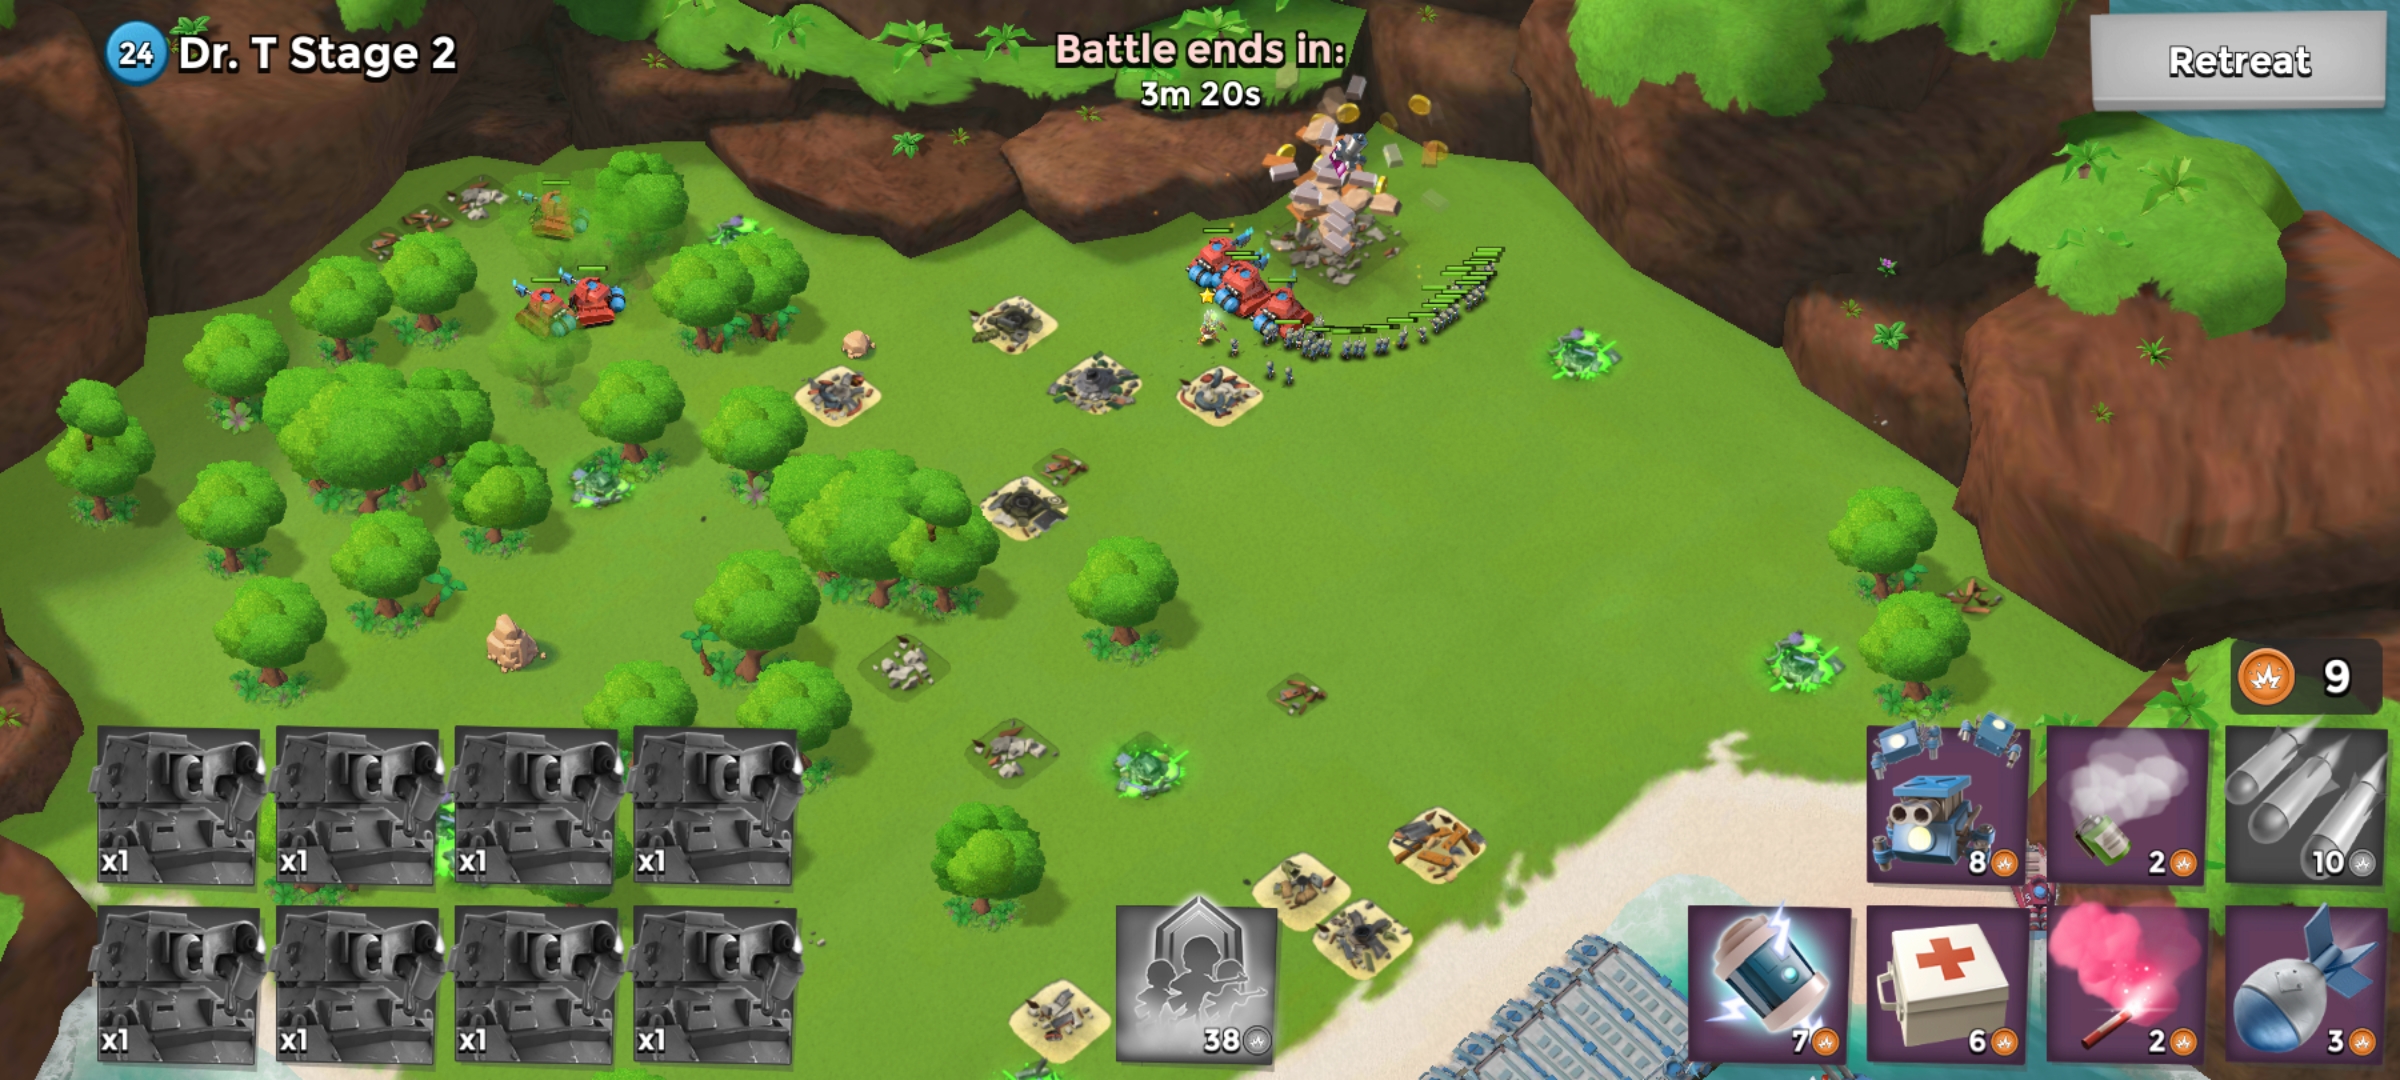 24 Dr. T Stage 2
Battle ends in:
3m 20s
Retreat
9
x1 x1 x1 x1
8 2 10
x1 x1 x1 x1
38 7 6 2 3